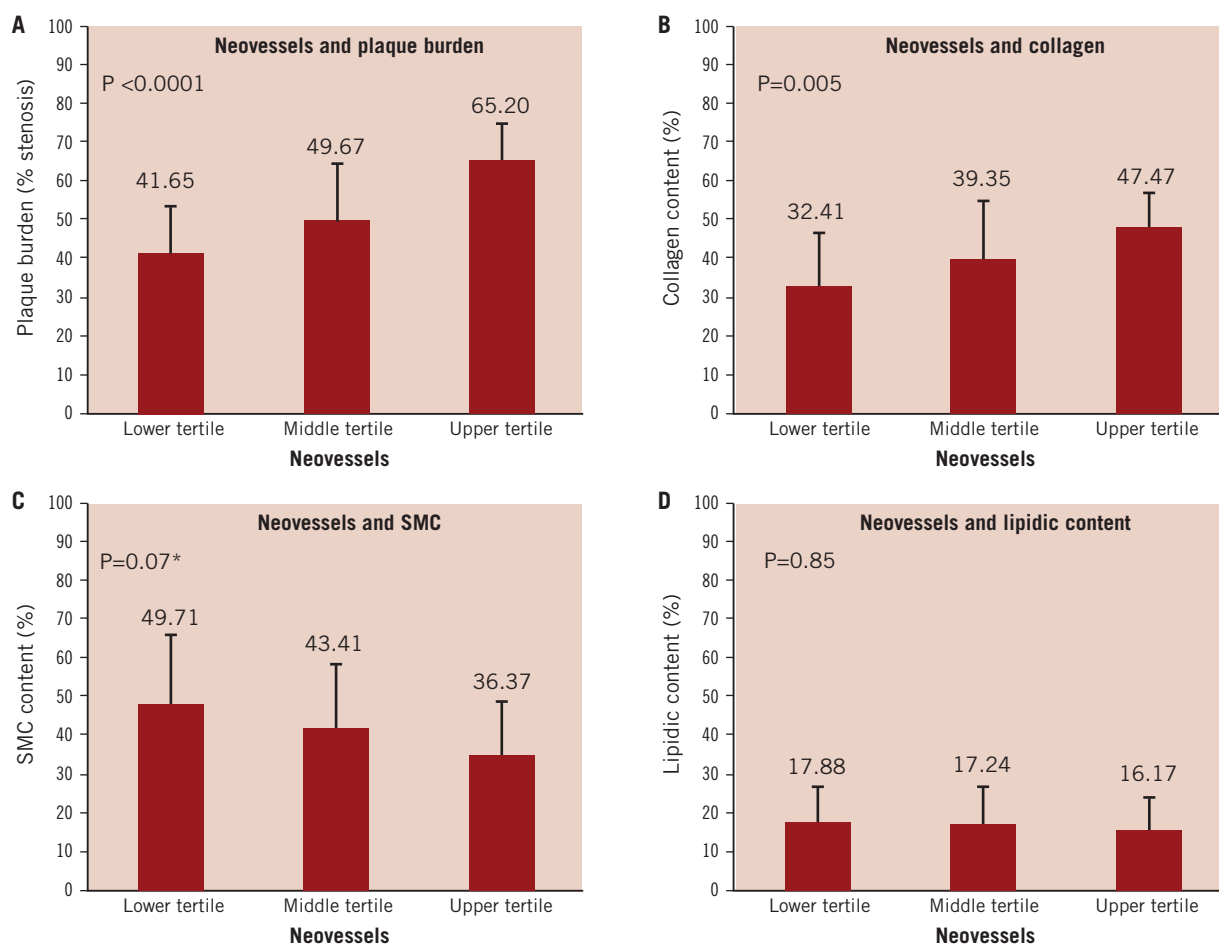 A
Neovessels and plaque burden
P <0.0001
Plaque burden (% stenosis)
100
90
80
70
60
50
40
30
20
10
0
41.65
49.67
65.20
Lower tertile
Middle tertile
Upper tertile
Neovessels
B
Neovessels and collagen
P=0.005
Collagen content (%)
100
90
80
70
60
50
40
30
20
10
0
32.41
39.35
47.47
Lower tertile
Middle tertile
Upper tertile
Neovessels
C
Neovessels and SMC
P=0.07*
SMC content (%)
100
90
80
70
60
50
40
30
20
10
0
49.71
43.41
36.37
Lower tertile
Middle tertile
Upper tertile
Neovessels
D
Neovessels and lipidic content
P=0.85
Lipidic content (%)
100
90
80
70
60
50
40
30
20
10
0
17.88
17.24
16.17
Lower tertile
Middle tertile
Upper tertile
Neovessels